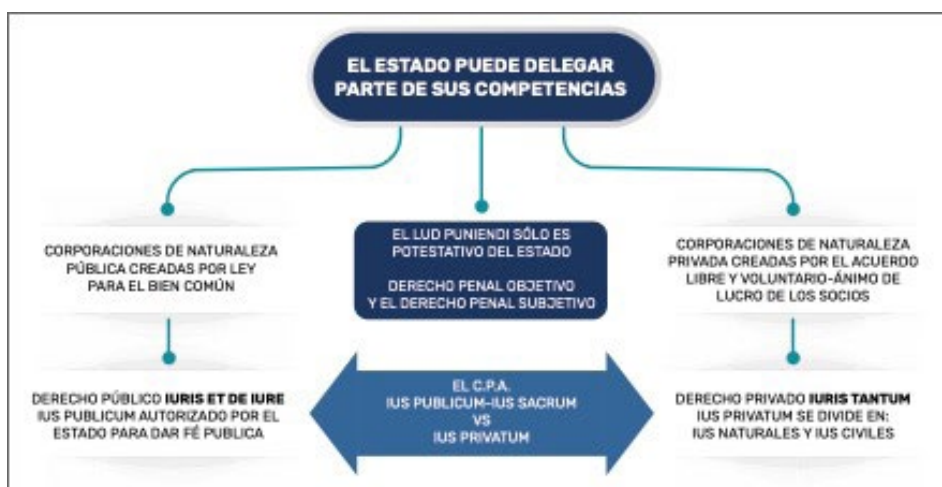 EL ESTADO PUEDE DELEGAR
PARTE DE SUS COMPETENCIAS
CORPORACIONES DE NATURALEZA
PÚBLICA CREADAS POR LEY
PARA EL BIEN COMÚN
EL LUD PUNIENDI SÓLO ES
POTESTATIVO DEL ESTADO
DERECHO PENAL OBJETIVO
Y EL DERECHO PENAL SUBJETIVO
CORPORACIONES DE NATURALEZA
PRIVADA CREADAS POR EL ACUERDO
LIBRE Y VOLUNTARIO-ÁNIMO DE
LUCRO DE LOS SOCIOS
DERECHO PÚBLICO IURIS ET DE IURE
IUS PUBLICUM AUTORIZADO POR EL
ESTADO PARA DAR FÉ PUBLICA
EL C.P.A.
IUS PUBLICUM-IUS SACRUM
VS
IUS PRIVATUM
DERECHO PRIVADO IURIS TANTUM
IUS PRIVATUM SE DIVIDE EN:
IUS NATURALES Y IUS CIVILES